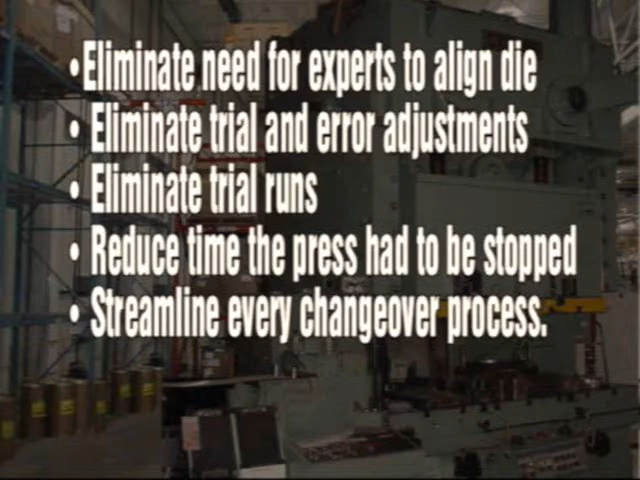 •Eliminate need for experts to align die
• Eliminate trial and error adjustments
• Eliminate trial runs
• Reduce time the press had to be stopped
• Streamline every changeover process.